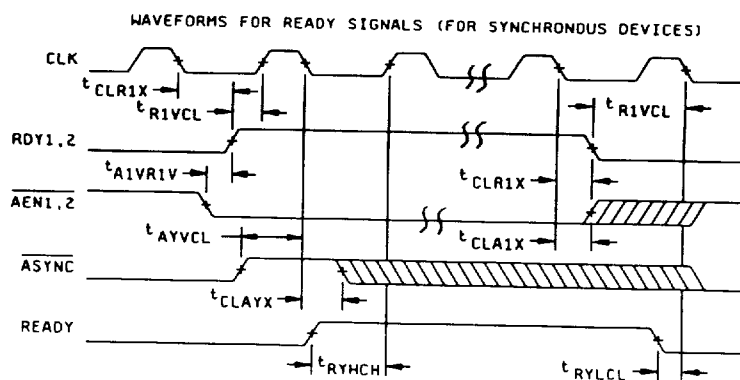 WAVEFORMS FOR READY SIGNALS (FOR SYNCHRONOUS DEVICES)
CLK
tCLR1X
tR1VCL
tR1VCL
RDY1,2
tA1VR1V
tCLR1X
AEN1,2
tAYVCL
tCLA1X
ASYNC
tCLAYX
READY
tRYHCH
tRYLCL